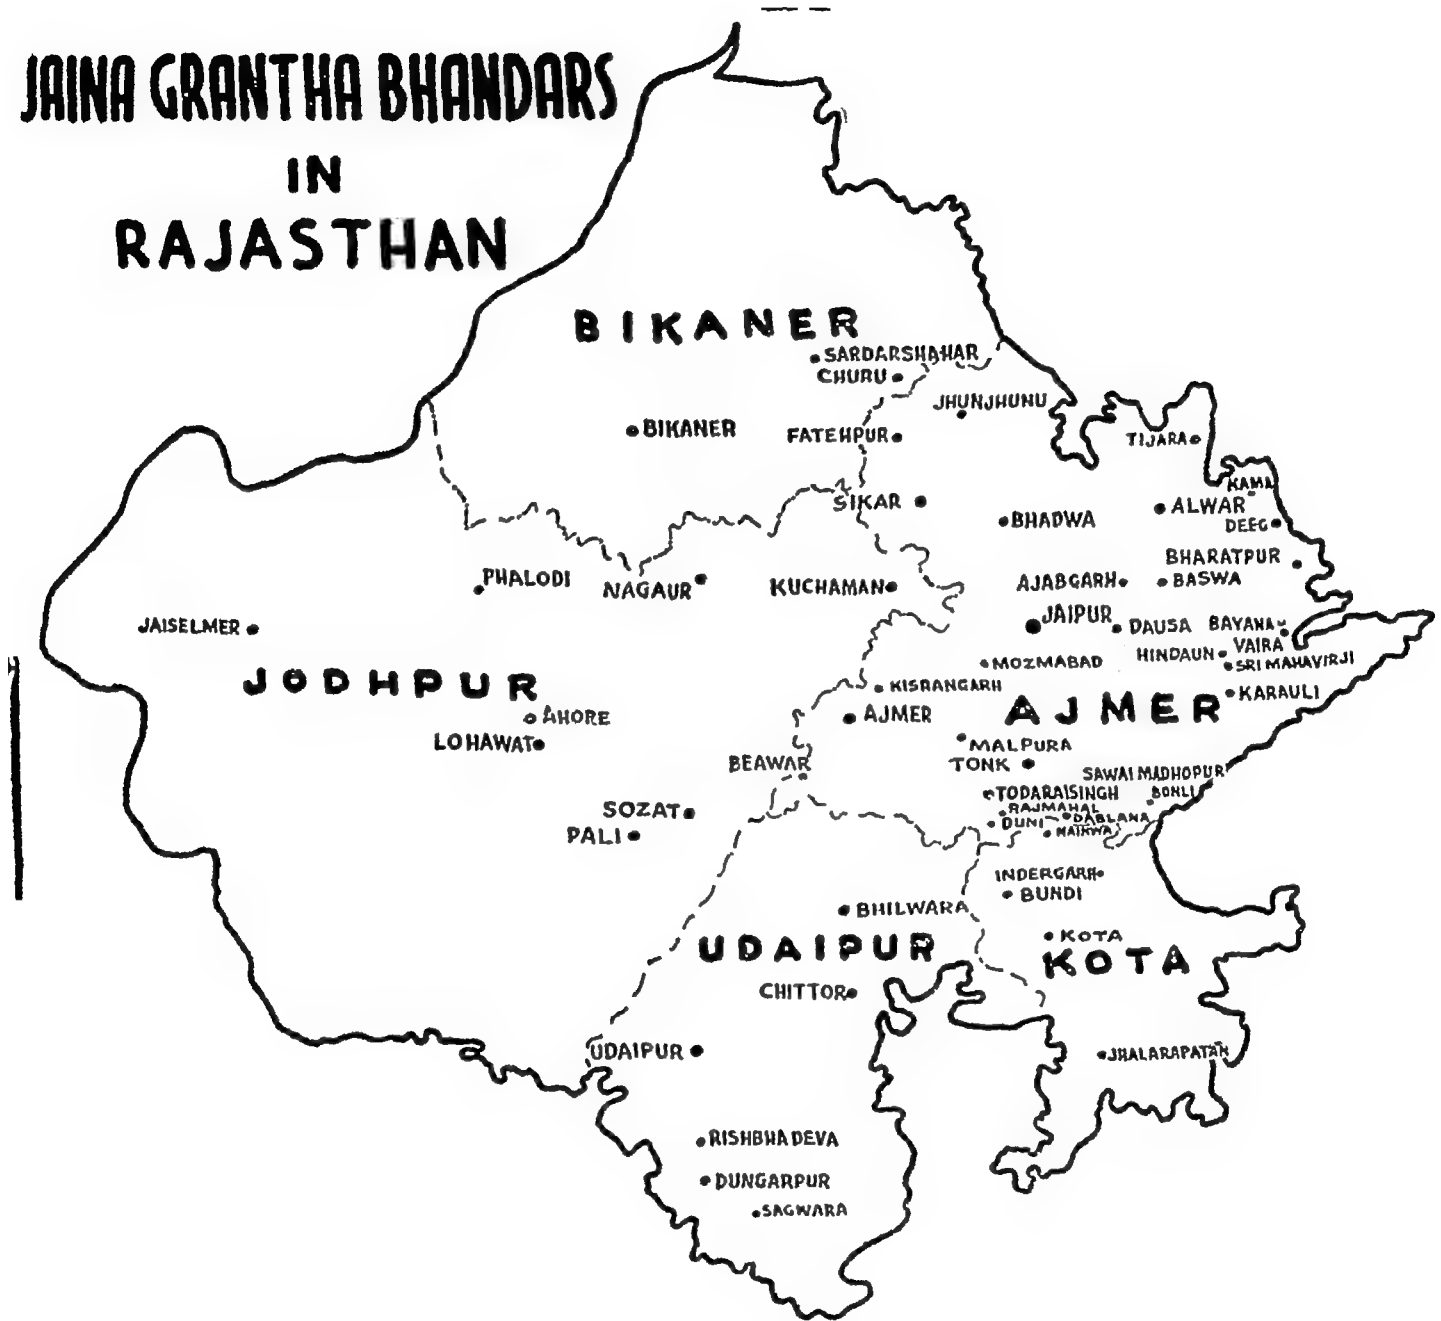 JAINA GRANTHA BHANDARS
IN
RAJASTHAN
BIKANER
SARDARSHAHAR
CHURU
JHUNJHUNU
BIKANER
FATEHPUR
TIJARA
KAMA
SIKAR
ALWAR
BHADWA
DEEG
BHARATPUR
PHALODI
NAGAUR
KUCHAMAN
AJABGARH
BASWA
JAIPUR
JAISELMER
DAUSA
BAYANA
VAIRA
HINDAUN
MOZMABAD
SRI MAHAVIRJI
JODHPUR
KISRANGARH
KARAULI
AJMER
AHORE
AJMER
LOHAWAT
MALPURA
BEAWAR
TONK
SAWAI MADHOPUR
TODARAISINGH
BONLI
SOZAT
RAJMAHAL
DUNI
DABLANA
PALI
NAINWA
INDERGARH
BUNDI
BHILWARA
KOTA
UDAIPUR
KOTA
CHITTOR
UDAIPUR
JHALARAPATAN
RISHBHA DEVA
DUNGARPUR
SAGWARA